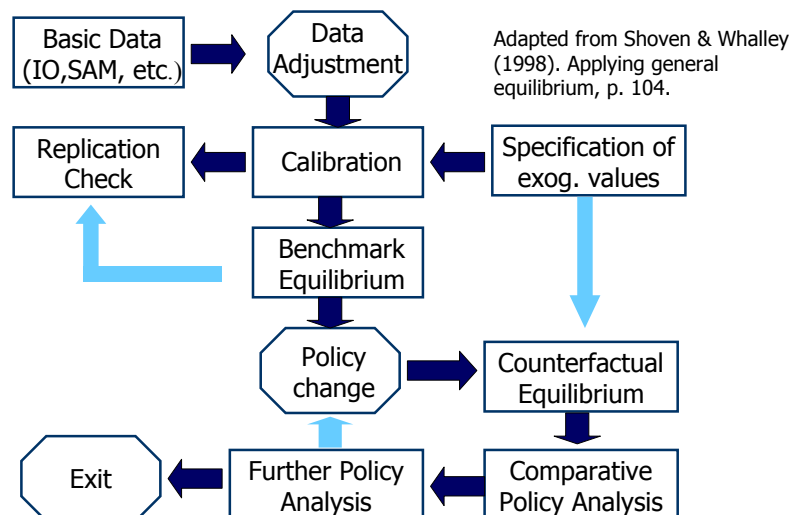 Basic Data
(IO,SAM, etc.)
Data
Adjustment
Adapted from Shoven & Whalley
(1998). Applying general
equilibrium, p. 104.
Replication
Check
Calibration
Specification of
exog. values
Benchmark
Equilibrium
Policy
change
Counterfactual
Equilibrium
Exit
Further Policy
Analysis
Comparative
Policy Analysis